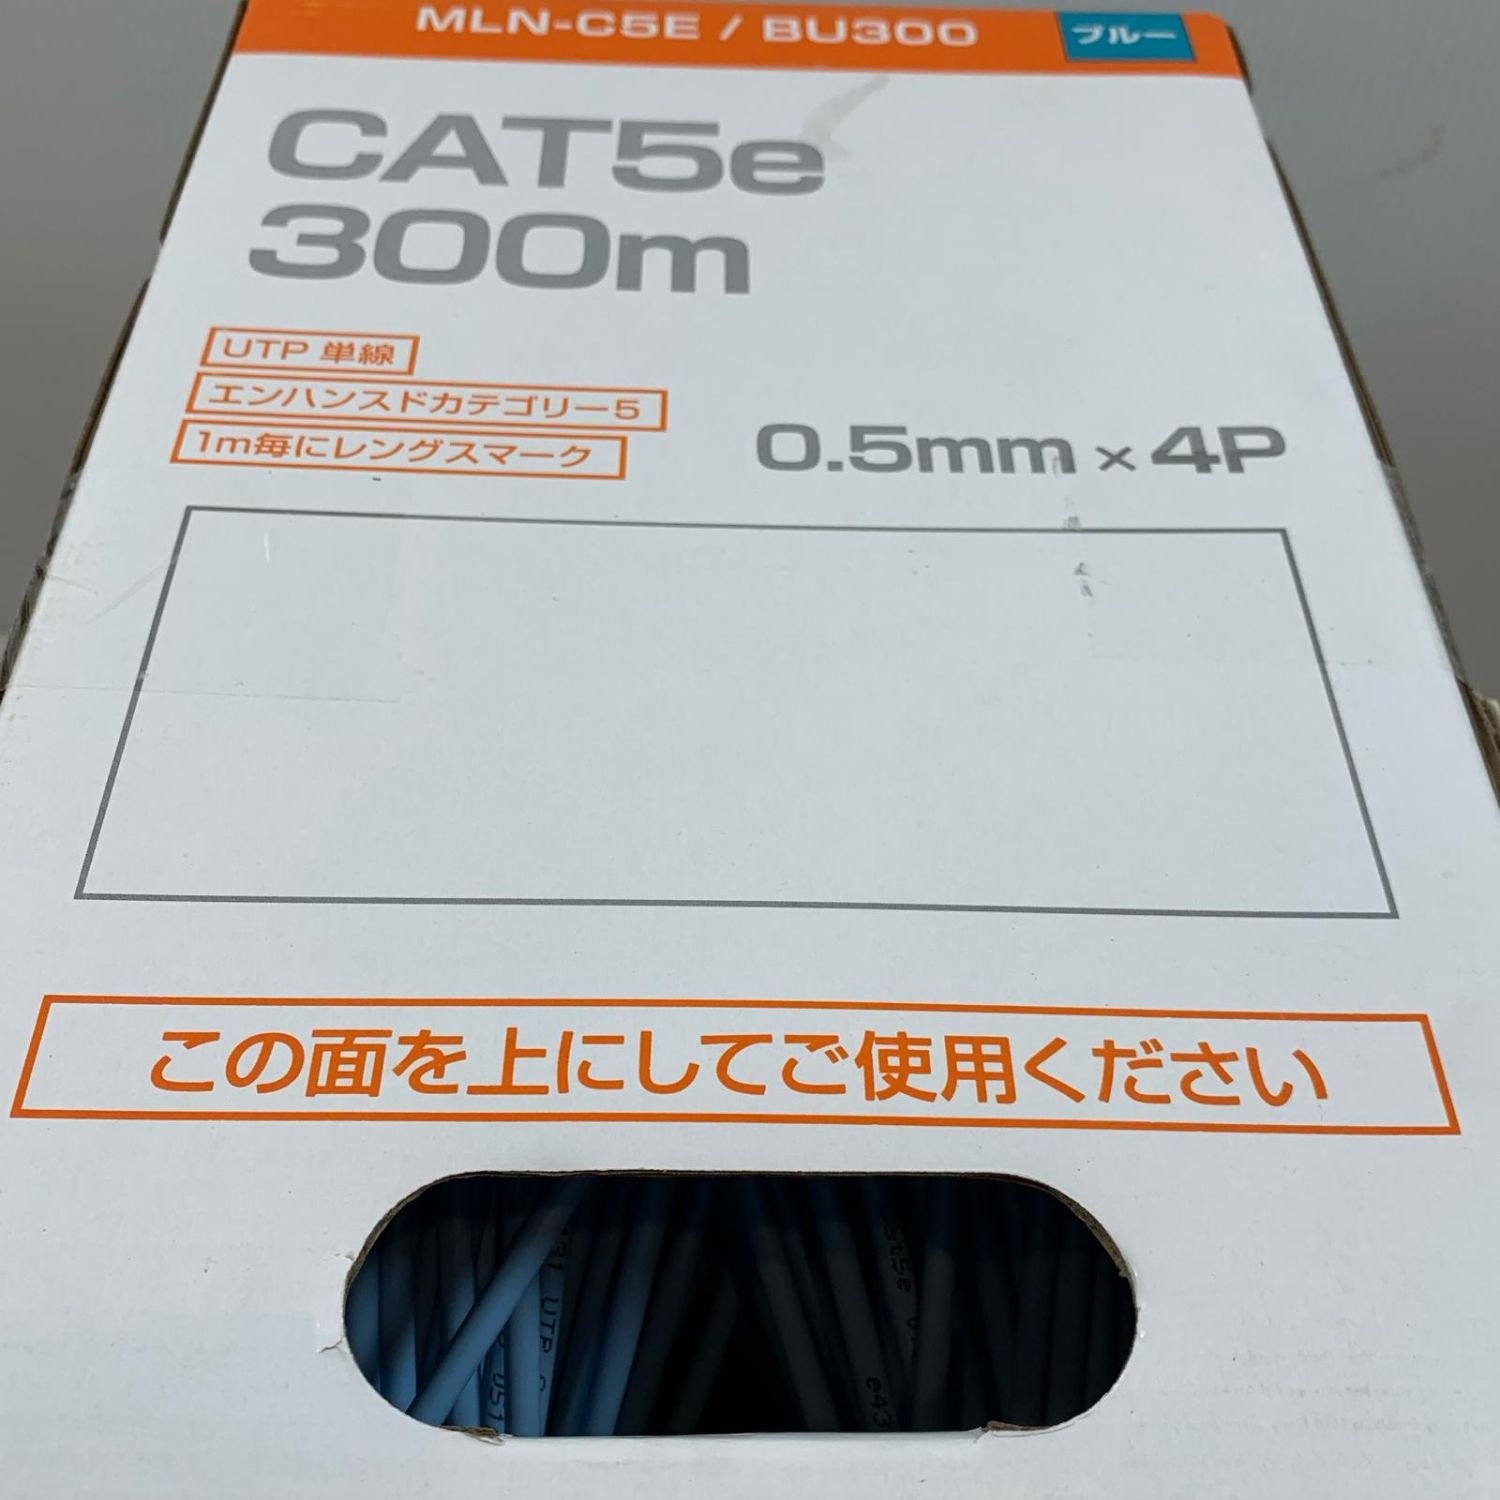 MLN-C5E / BU300
ブルー
CAT5e
300m
UTP 単線
エンハンスドカテゴリー5
1m毎にレングスマーク
0.5mm×4P
この面を上にしてご使用ください
UTP